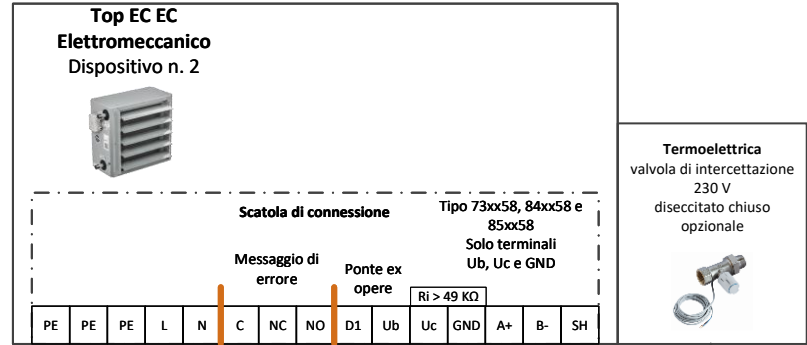 Top EC EC
Elettromeccanico
Dispositivo n. 2
Termoelettrica
valvola di intercettazione
230 V
diseccitato chiuso
opzionale
Scatola di connessione
Tipo 73xx58, 84xx58 e
85xx58
Solo terminali
Ub, Uc e GND
Messaggio di
errore
Ponte ex
opere
Ri > 49 KΩ
PE PE PE L N C NC NO D1 Ub Uc GND A+ B- SH